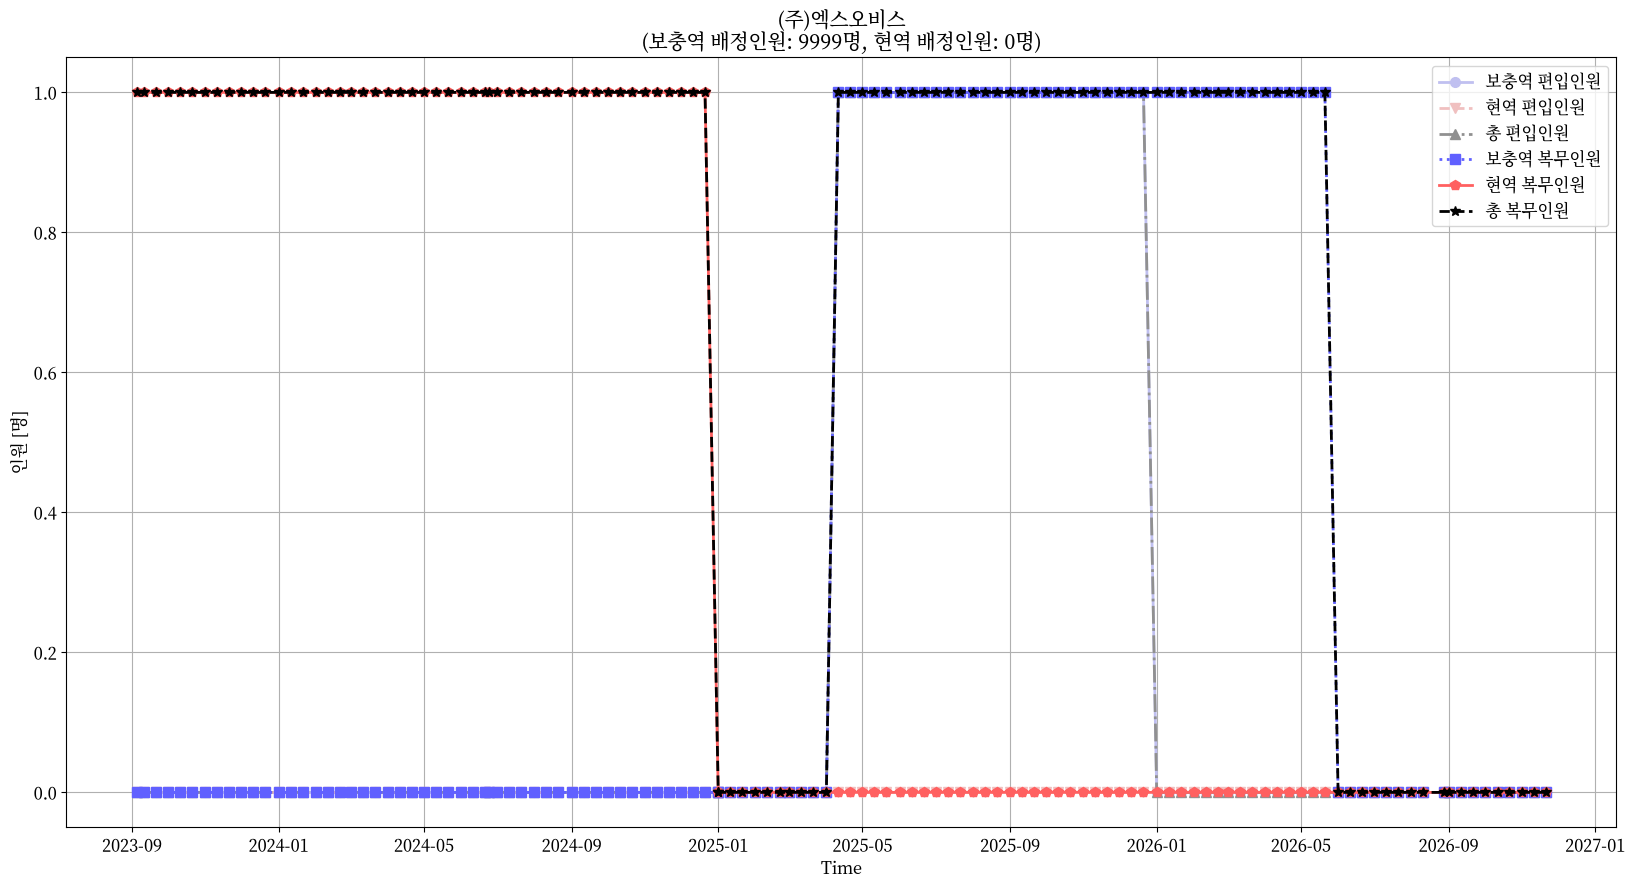 (주)엑스오비스
(보충역 배정인원: 9999명, 현역 배정인원: 0명)
보충역 편입인원
현역 편입인원
총 편입인원
보충역 복무인원
현역 복무인원
총 복무인원
1.0
0.8
0.6
0.4
0.2
0.0
인원 [명]
2023-09
2024-01
2024-05
2024-09
2025-01
2025-05
2025-09
2026-01
2026-05
2026-09
2027-01
Time